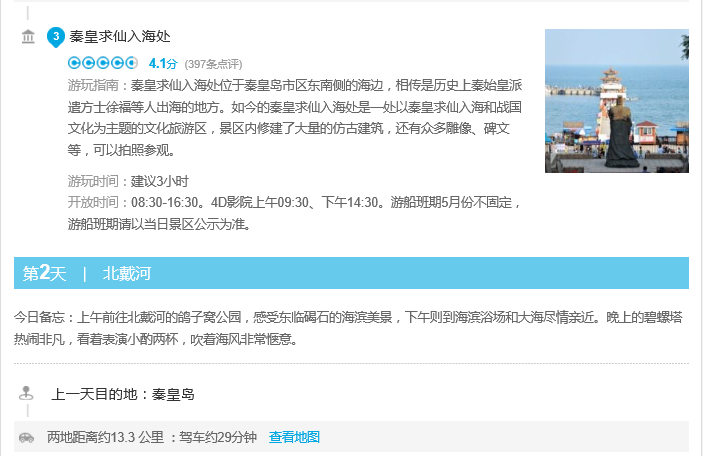 3 秦皇求仙入海处
4.1分 (397条点评)
游玩指南：秦皇求仙入海处位于秦皇岛市区东南侧的海边，相传是历史上秦始皇派
遣方士徐福等人出海的地方。如今的秦皇求仙入海处是一处以秦皇求仙入海和战国
文化为主题的文化旅游区，景区内修建了大量的仿古建筑，还有众多雕像、碑文
等，可以拍照参观。
游玩时间：建议3小时
开放时间：08:30-16:30。4D影院上午09:30、下午14:30。游船班期5月份不固定，
游船班期请以当日景区公示为准。
第2天 | 北戴河
今日备忘：上午前往北戴河的鸽子窝公园，感受东临碣石的海滨美景，下午则到海滨浴场和大海尽情亲近。晚上的碧螺塔
热闹非凡，看着表演小酌两杯，吹着海风非常惬意。
上一天目的地：秦皇岛
两地距离约13.3 公里 ：驾车约29分钟 查看地图